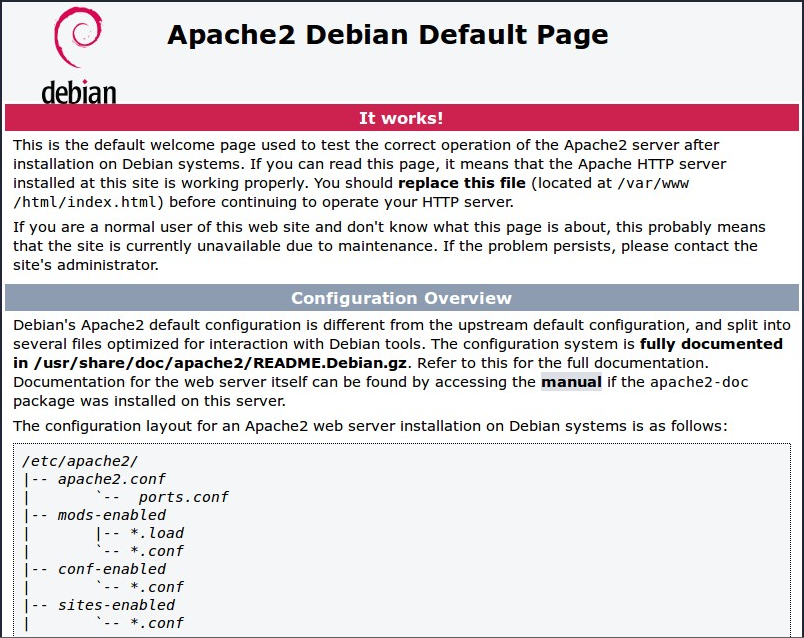 debian
Apache2 Debian Default Page
It works!
This is the default welcome page used to test the correct operation of the Apache2 server after
installation on Debian systems. If you can read this page, it means that the Apache HTTP server
installed at this site is working properly. You should replace this file (located at /var/www
/html/index.html) before continuing to operate your HTTP server.
If you are a normal user of this web site and don't know what this page is about, this probably means
that the site is currently unavailable due to maintenance. If the problem persists, please contact the
site's administrator.
Configuration Overview
Debian's Apache2 default configuration is different from the upstream default configuration, and split into
several files optimized for interaction with Debian tools. The configuration system is fully documented
in /usr/share/doc/apache2/README.Debian.gz. Refer to this for the full documentation.
Documentation for the web server itself can be found by accessing the manual if the apache2-doc
package was installed on this server.
The configuration layout for an Apache2 web server installation on Debian systems is as follows:
/etc/apache2/
|-- apache2.conf
|       `--  ports.conf
|-- mods-enabled
|       |-- *.load
|       `-- *.conf
|-- conf-enabled
|       `-- *.conf
|-- sites-enabled
|       `-- *.conf